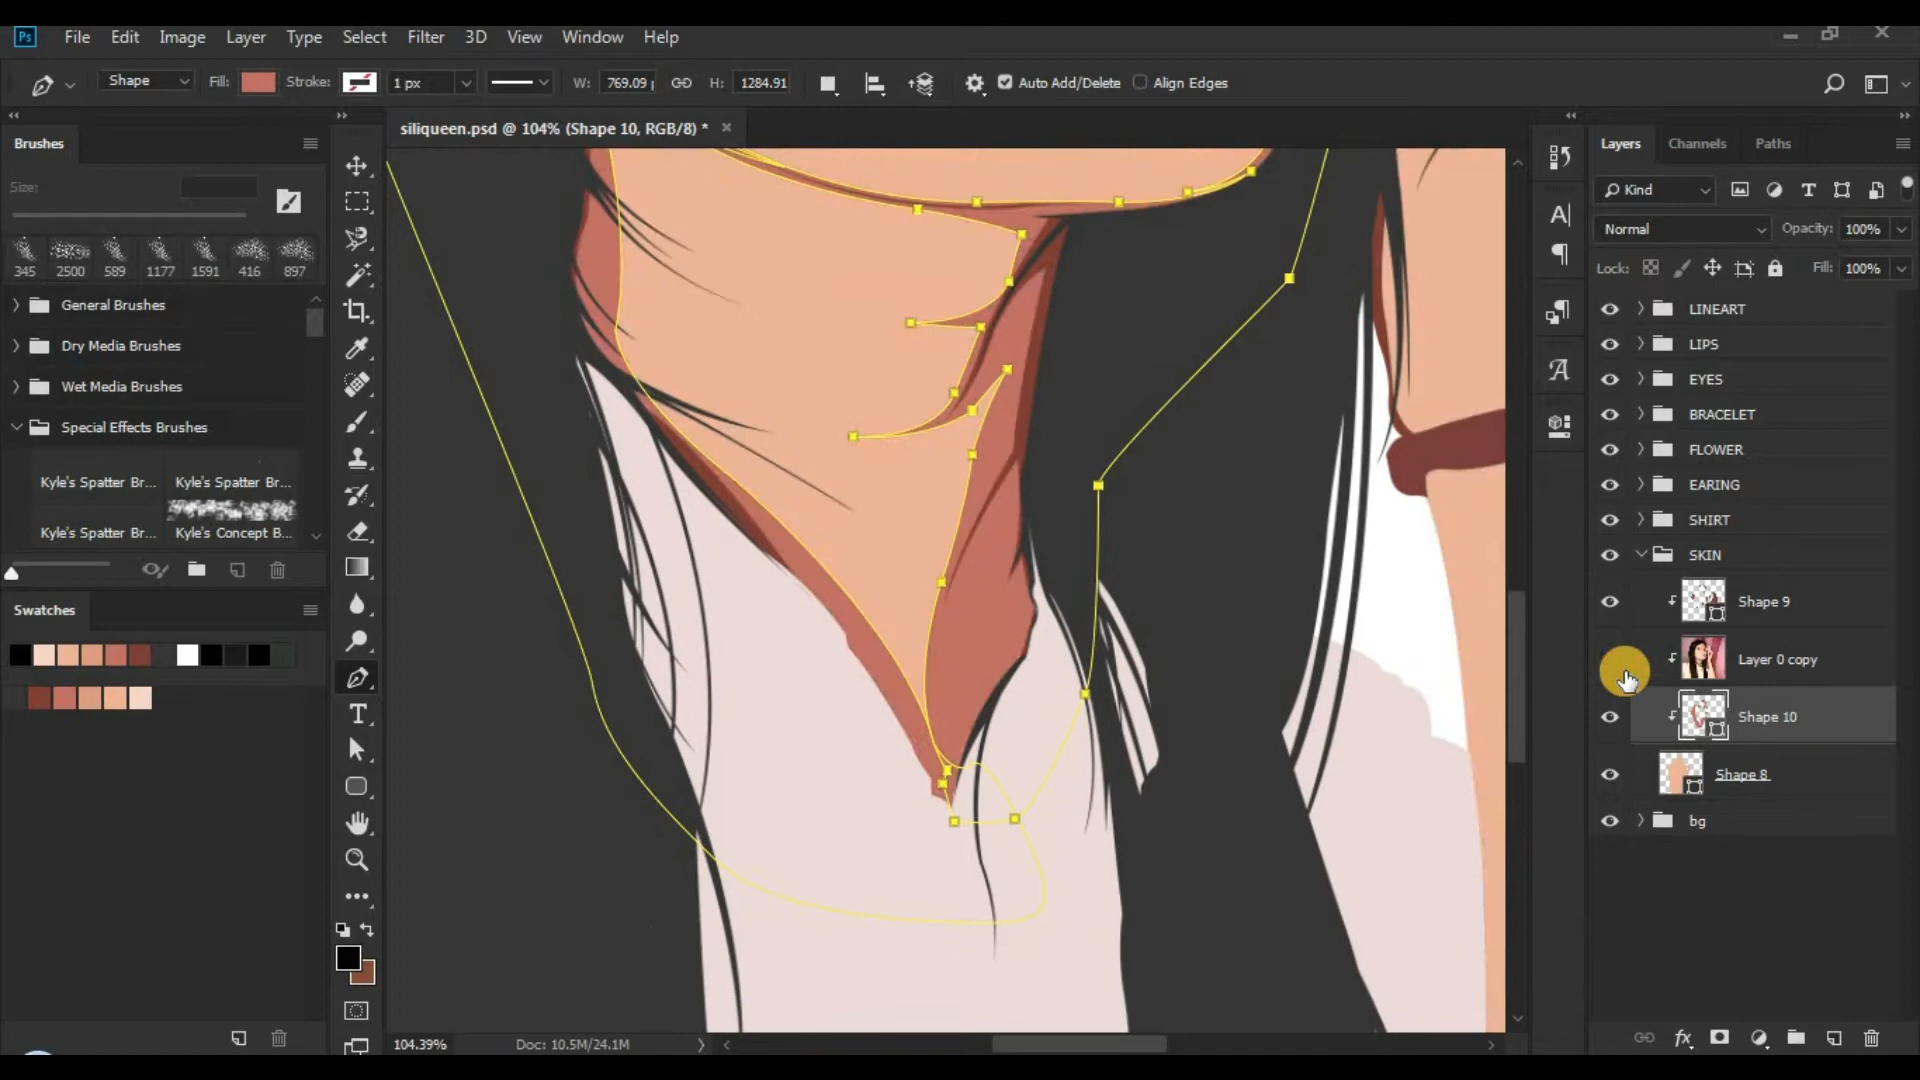 Ps File Edit Image Layer Type Select Filter 3D View Window Help
Shape Fill: Stroke: 1 px W: 769.09 H: 1284.91 Auto Add/Delete Align Edges
siliqueen.psd @ 104% (Shape 10, RGB/8) *
Brushes
Size:
345 2500 589 1177 1591 416 897
General Brushes
Dry Media Brushes
Wet Media Brushes
Special Effects Brushes
Kyle's Spatter Br... Kyle's Spatter Br...
Kyle's Spatter Br... Kyle's Concept B...
Swatches
Layers Channels Paths
Kind
Normal Opacity: 100%
Lock: Fill: 100%
LINEART
LIPS
EYES
BRACELET
FLOWER
EARING
SHIRT
SKIN
Shape 9
Layer 0 copy
Shape 10
Shape 8
bg
104.39% Doc: 10.5M/24.1M